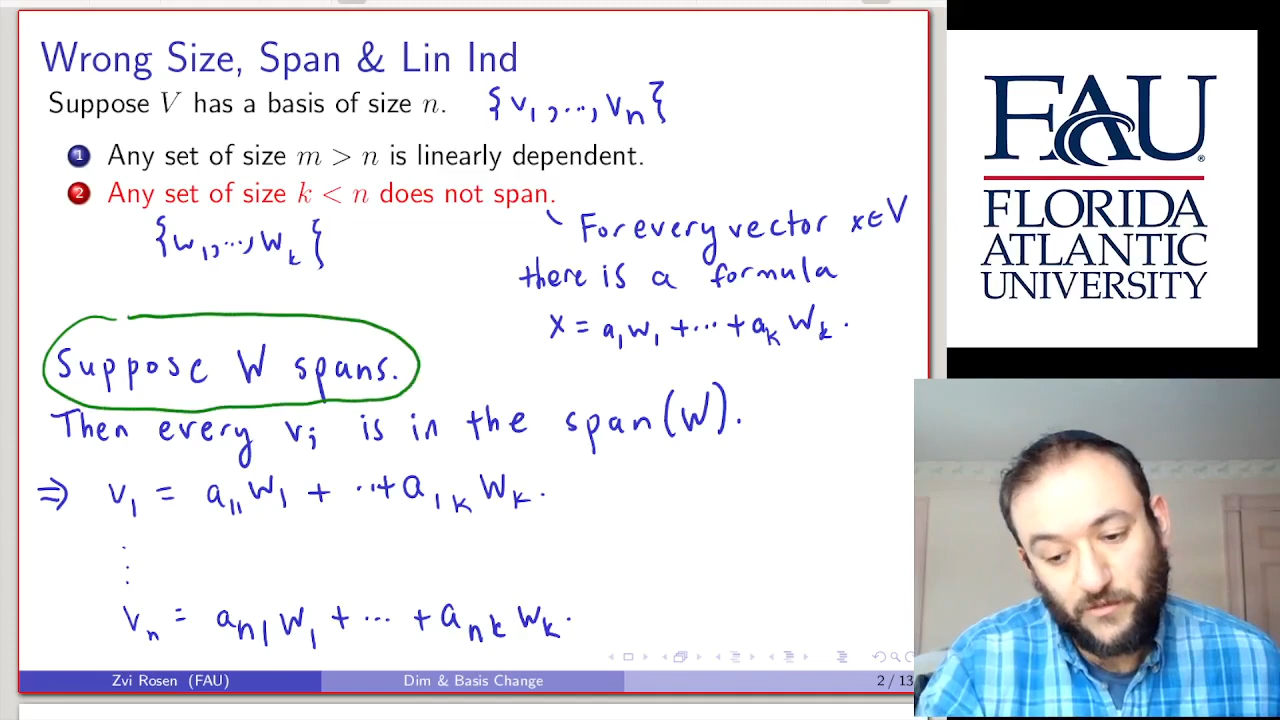 Wrong Size, Span & Lin Ind
Suppose V has a basis of size n. {v₁,...,vₙ}
1 Any set of size m > n is linearly dependent.
2 Any set of size k < n does not span.
{w₁,...,wₖ}
For every vector x∈V
there is a formula
x = a₁w₁ + ... + aₖwₖ.
Suppose W spans.
Then every vᵢ is in the span(W).
⇒ v₁ = a₁₁w₁ + ... + a₁ₖwₖ.
⋮
vₙ = aₙ₁w₁ + ... + aₙₖwₖ.
Zvi Rosen (FAU) Dim & Basis Change 2 / 13
FAU
FLORIDA
ATLANTIC
UNIVERSITY